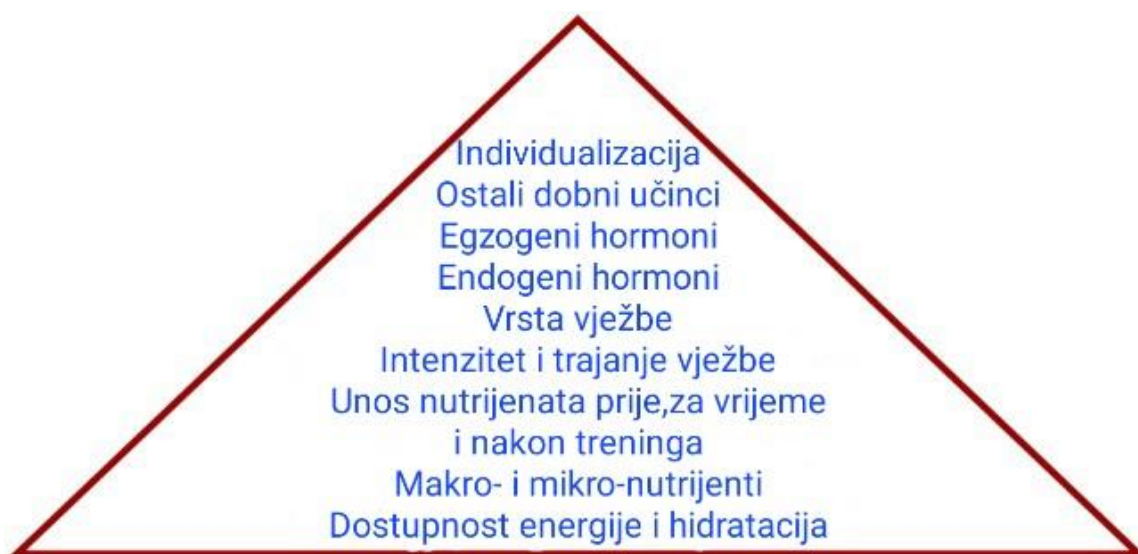 Individualizacija
Ostali dobni učinci
Egzogeni hormoni
Endogeni hormoni
Vrsta vježbe
Intenzitet i trajanje vježbe
Unos nutrijenata prije,za vrijeme
i nakon treninga
Makro- i mikro-nutrijenti
Dostupnost energije i hidratacija